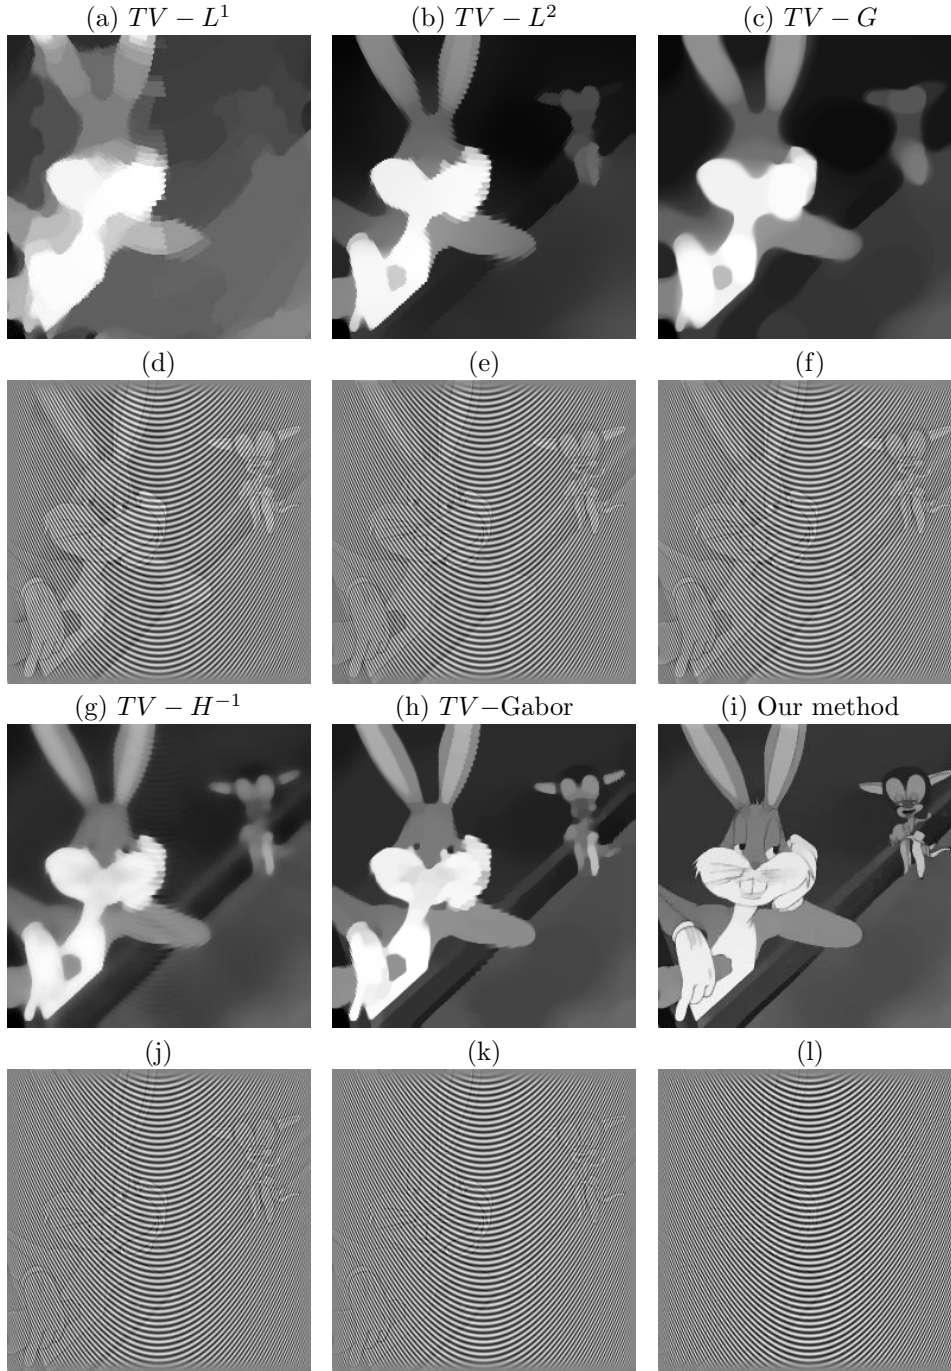 (a) TV − L¹ (b) TV − L² (c) TV − G
(d) (e) (f)
(g) TV − H⁻¹ (h) TV−Gabor (i) Our method
(j) (k) (l)